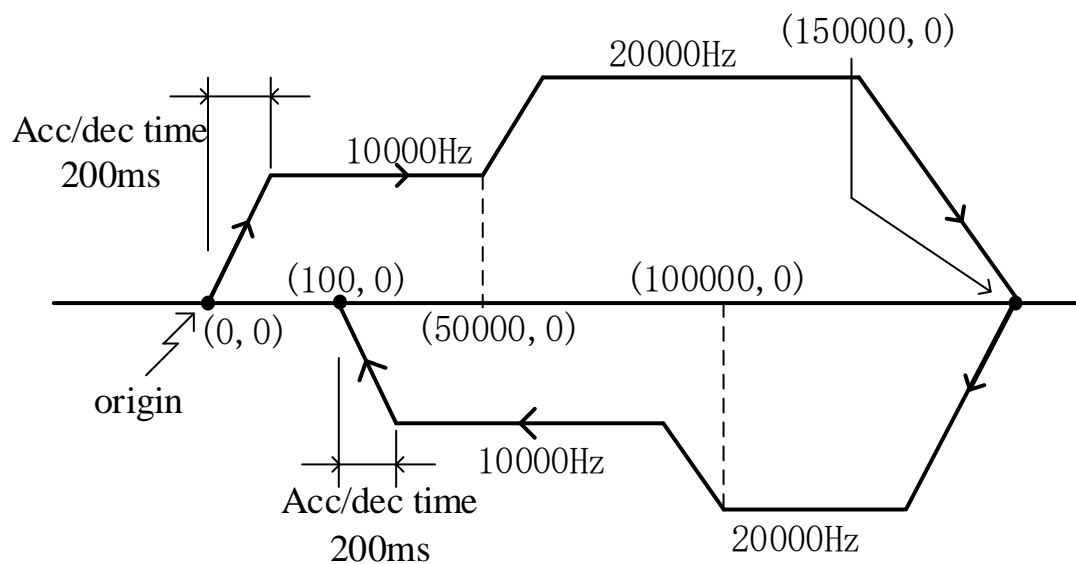 (150000,0)
20000Hz
Acc/dec time
200ms
10000Hz
(100,0)
(100000,0)
(0,0)
(50000,0)
origin
10000Hz
Acc/dec time
200ms
20000Hz